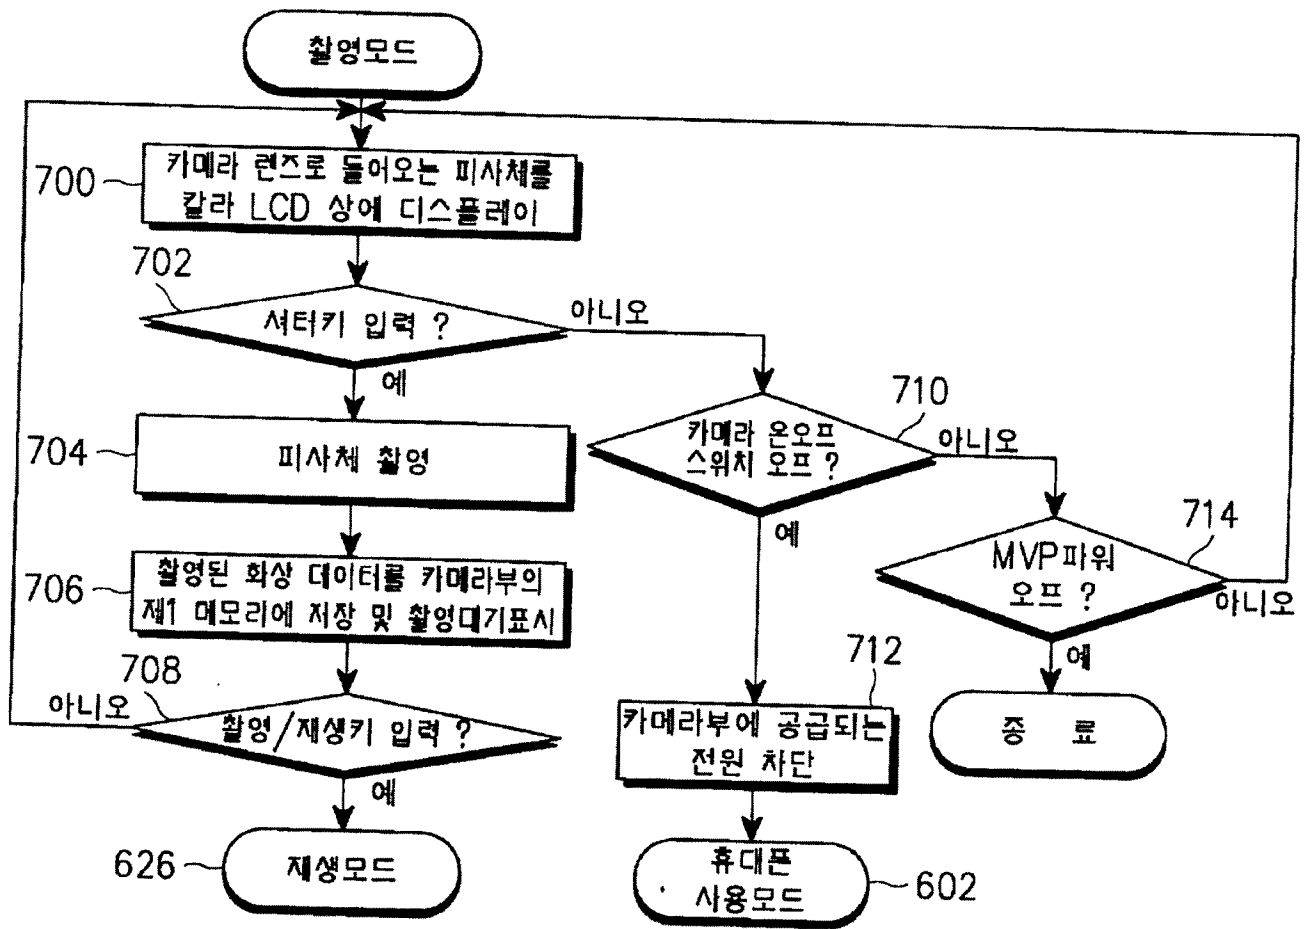 촬영모드
700
카메라 렌즈로 들어오는 피사체를
칼라 LCD 상에 디스플레이
702
셔터키 입력 ?
아니오
예
704
피사체 촬영
710
카메라 온오프
스위치 오프 ?
아니오
예
714
MVP파워
오프 ?
아니오
예
종 료
706
촬영된 화상 데이터를 카메라부의
제1 메모리에 저장 및 촬영대기표시
708
아니오
촬영/재생키 입력 ?
예
712
카메라부에 공급되는
전원 차단
626
재생모드
휴대폰
사용모드
602